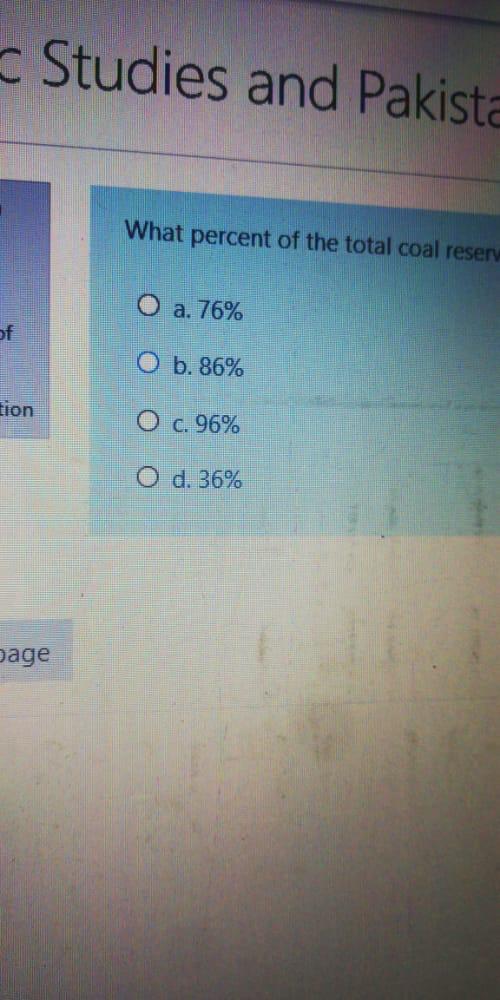 c Studies and Pakista
What percent of the total coal reserv
a. 76%
of
b. 86%
tion
c. 96%
d. 36%
page